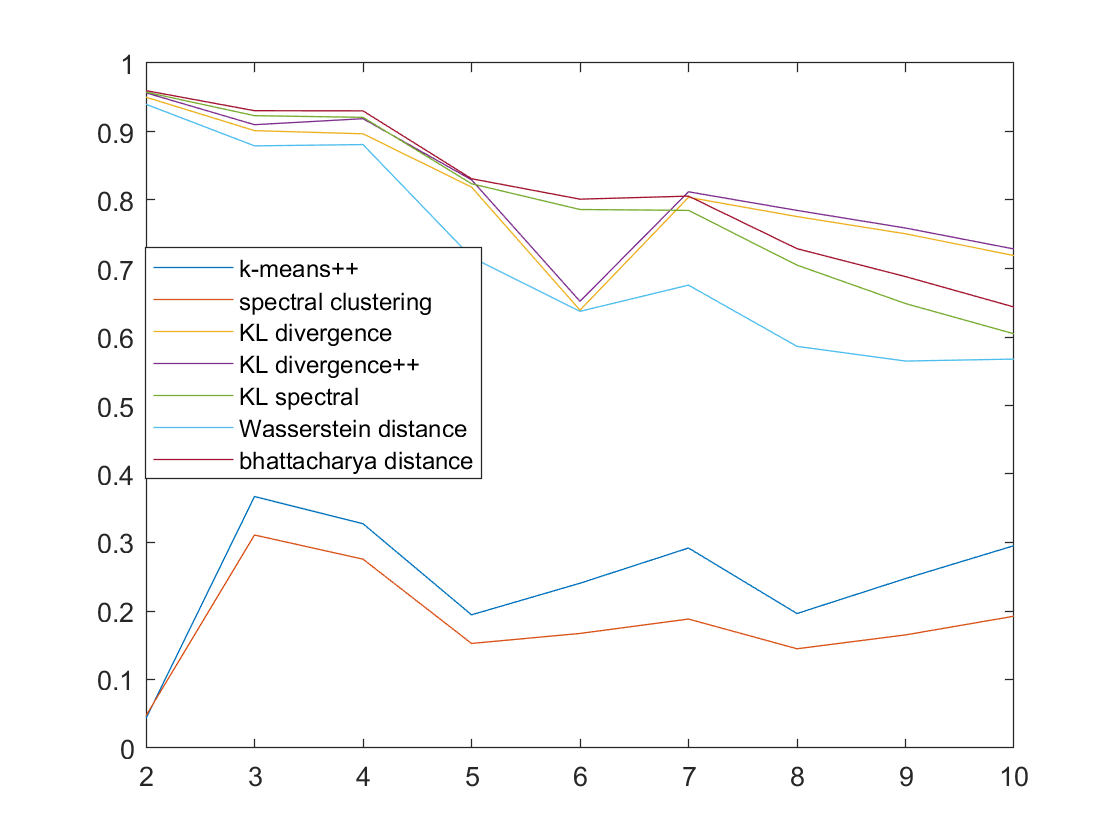 1
0.9
0.8
0.7
0.6
0.5
0.4
0.3
0.2
0.1
0
k-means++
spectral clustering
KL divergence
KL divergence++
KL spectral
Wasserstein distance
bhattacharya distance
2 3 4 5 6 7 8 9 10